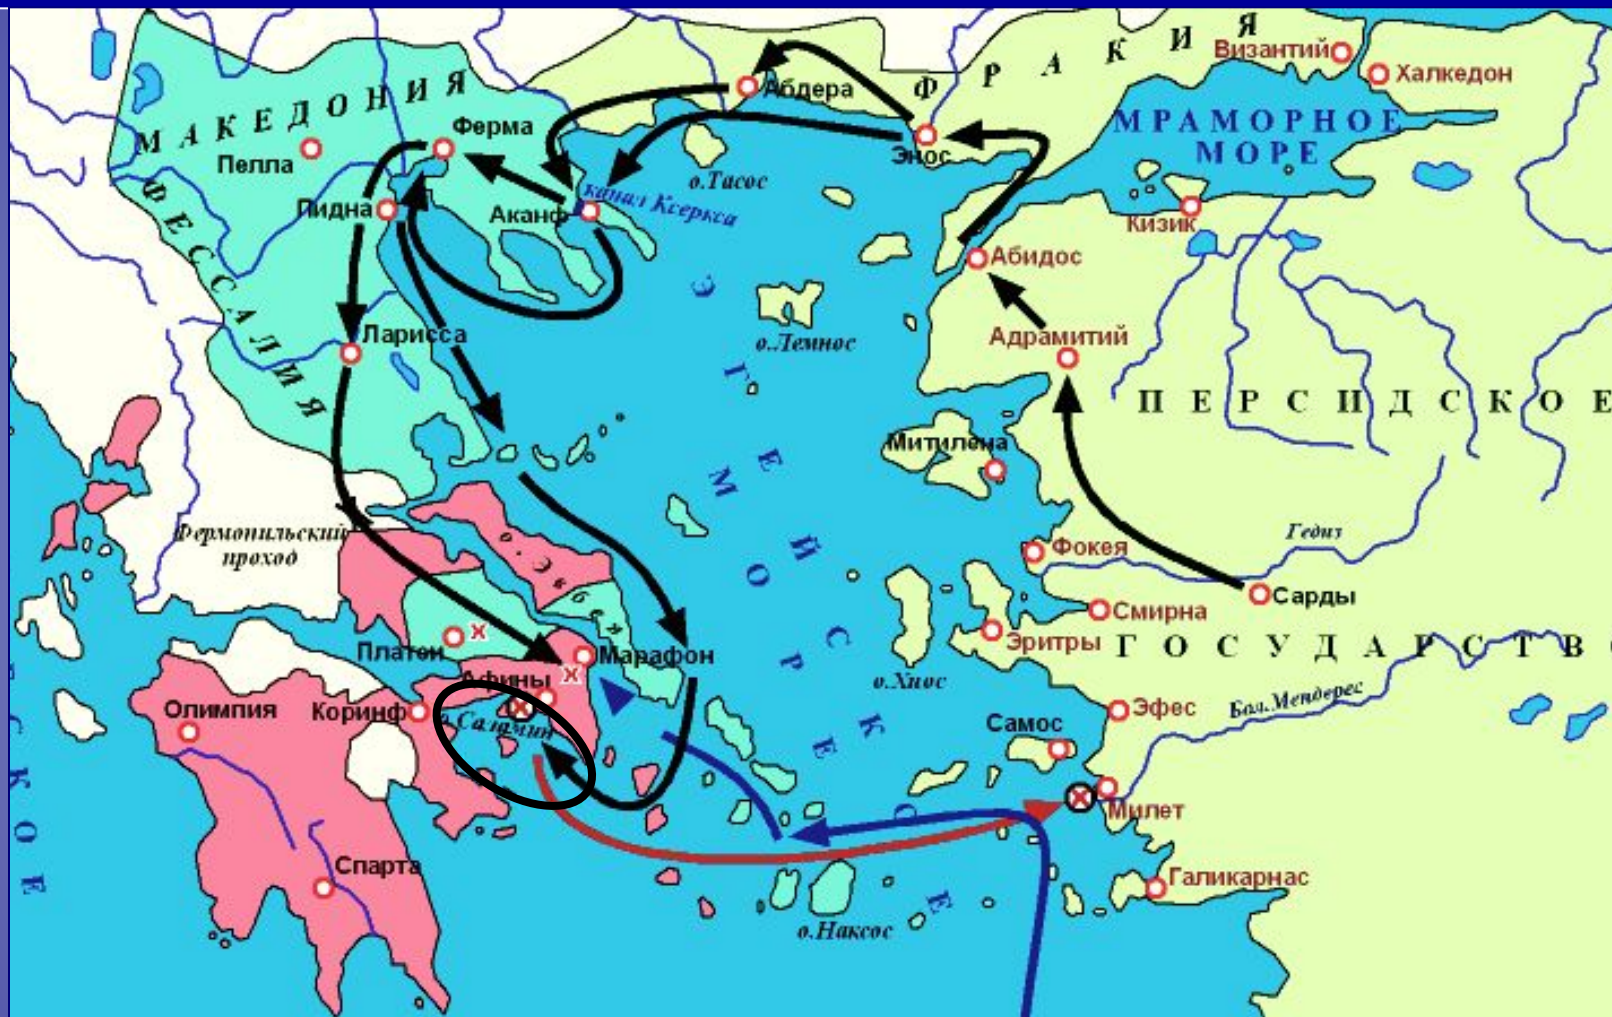 ФРАКИЯ
Византий
Халкедон
МАКЕДОНИЯ
Абдера
Ферма
МРАМОРНОЕ
МОРЕ
Пелла
Энос
о.Тасос
канал Ксеркса
Пидна
Аканф
Кизик
ФЕССАЛИЯ
Абидос
Ларисса
о.Лемнос
Адрамитий
ПЕРСИДСКОЕ
Митилена
ЭГЕЙСКОЕ
МОРЕ
Фермопильский
проход
о.Эвбея
Гедиз
Фокея
Сарды
Смирна
Эритры
ГОСУДАРСТВО
Платеи
Марафон
Афины
о.Хиос
Бол.Мендерес
Олимпия
Коринф
о.Саламин
Самос
Эфес
Милет
СКОЕ
Спарта
Галикарнас
о.Наксос